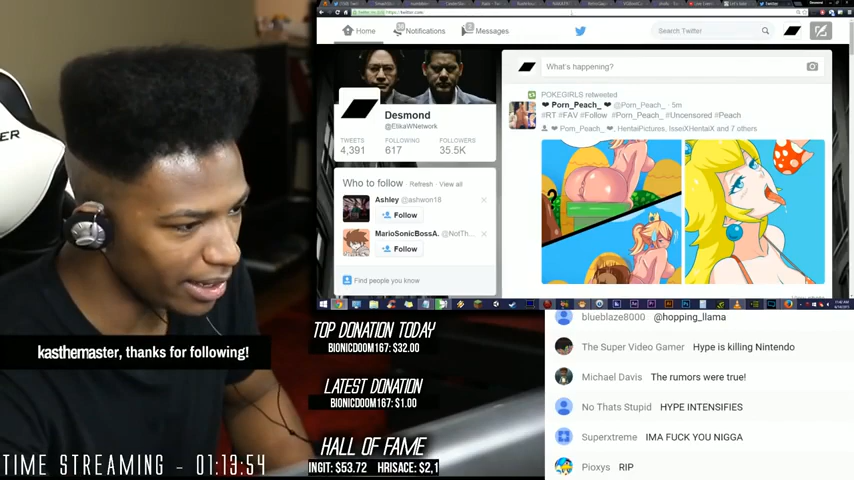 Home
Notifications
Messages
Search Twitter
Desmond
@ElikaWNetwork
TWEETS
FOLLOWING
FOLLOWERS
4,391
617
35.5K
Who to follow · Refresh · View all
Ashley @ashwon18
Follow
MarioSonicBossA. @NotTh...
Follow
Find people you know
What's happening?
POKEGIRLS retweeted
❤ Porn_Peach_ ❤ @Porn_Peach_ · 5m
#RT #FAV #Follow #Porn_Peach_ #Uncensored #Peach
Porn_Peach_ ❤, HentaiPictures, IsseiXHentaiX and 7 others
kasthemaster, thanks for following!
TOP DONATION TODAY
BIONICDOOM167: $32.00
LATEST DONATION
BIONICDOOM167: $1.00
HALL OF FAME
INGIT: $53.72 HRISACE: $2,1
TIME STREAMING - 01:13:54
blueblaze8000 @hopping_llama
The Super Video Gamer Hype is killing Nintendo
Michael Davis The rumors were true!
No Thats Stupid HYPE INTENSIFIES
Superxtreme IMA FUCK YOU NIGGA
Pioxys RIP